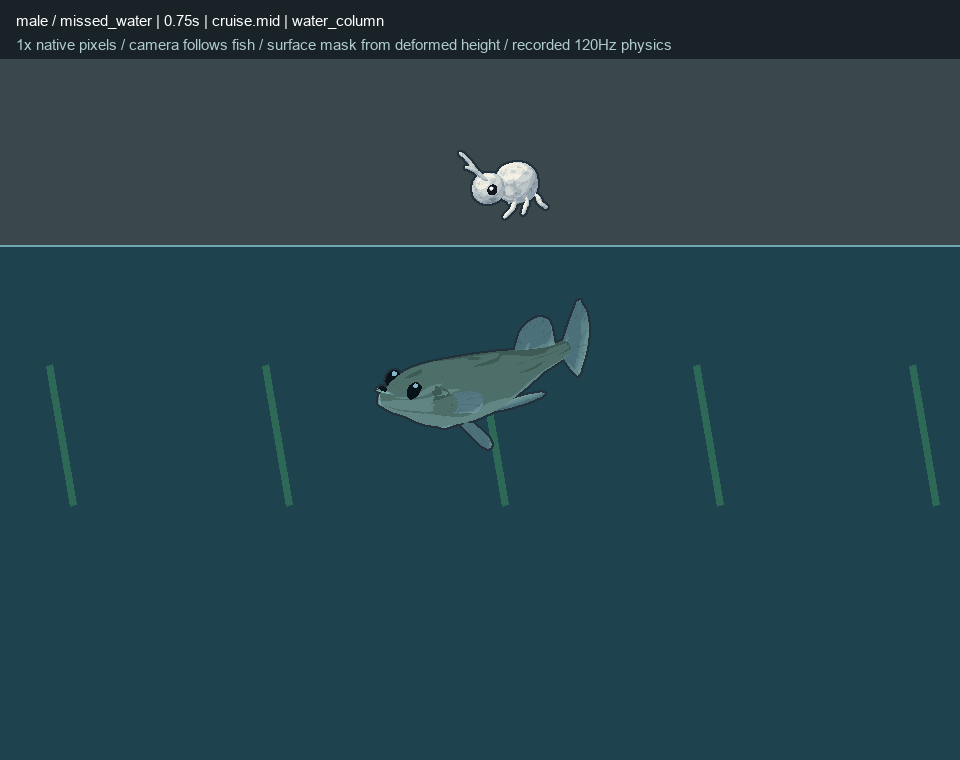 male / missed_water | 0.75s | cruise.mid | water_column
1x native pixels / camera follows fish / surface mask from deformed height / recorded 120Hz physics